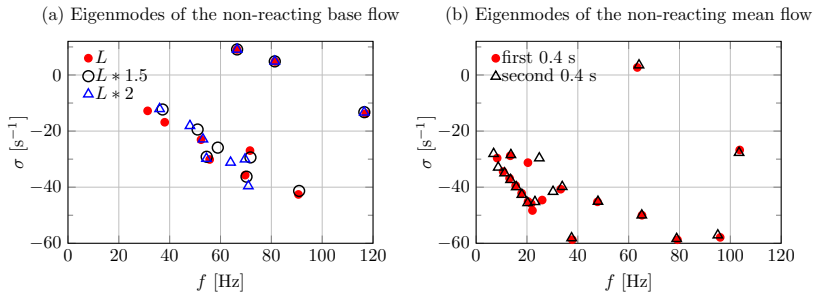 (a) Eigenmodes of the non-reacting base flow
L
L ∗ 1.5
L ∗ 2
0
−20
−40
−60
0 20 40 60 80 100 120
σ [s⁻¹]
f [Hz]
(b) Eigenmodes of the non-reacting mean flow
first 0.4 s
second 0.4 s
0
−20
−40
−60
0 20 40 60 80 100 120
σ [s⁻¹]
f [Hz]